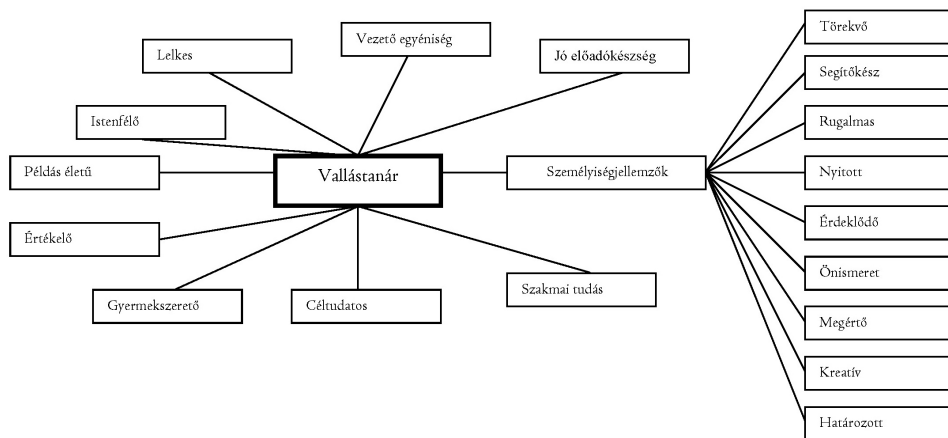 Törekvő
Vezető egyéniség
Lelkes
Jó előadókészség
Segítőkész
Istenfélő
Rugalmas
Példás életű
Vallástanár
Személyiségjellemzők
Nyitott
Értékelő
Érdeklődő
Önismeret
Gyermekszerető
Céltudatos
Szakmai tudás
Megértő
Kreatív
Határozott